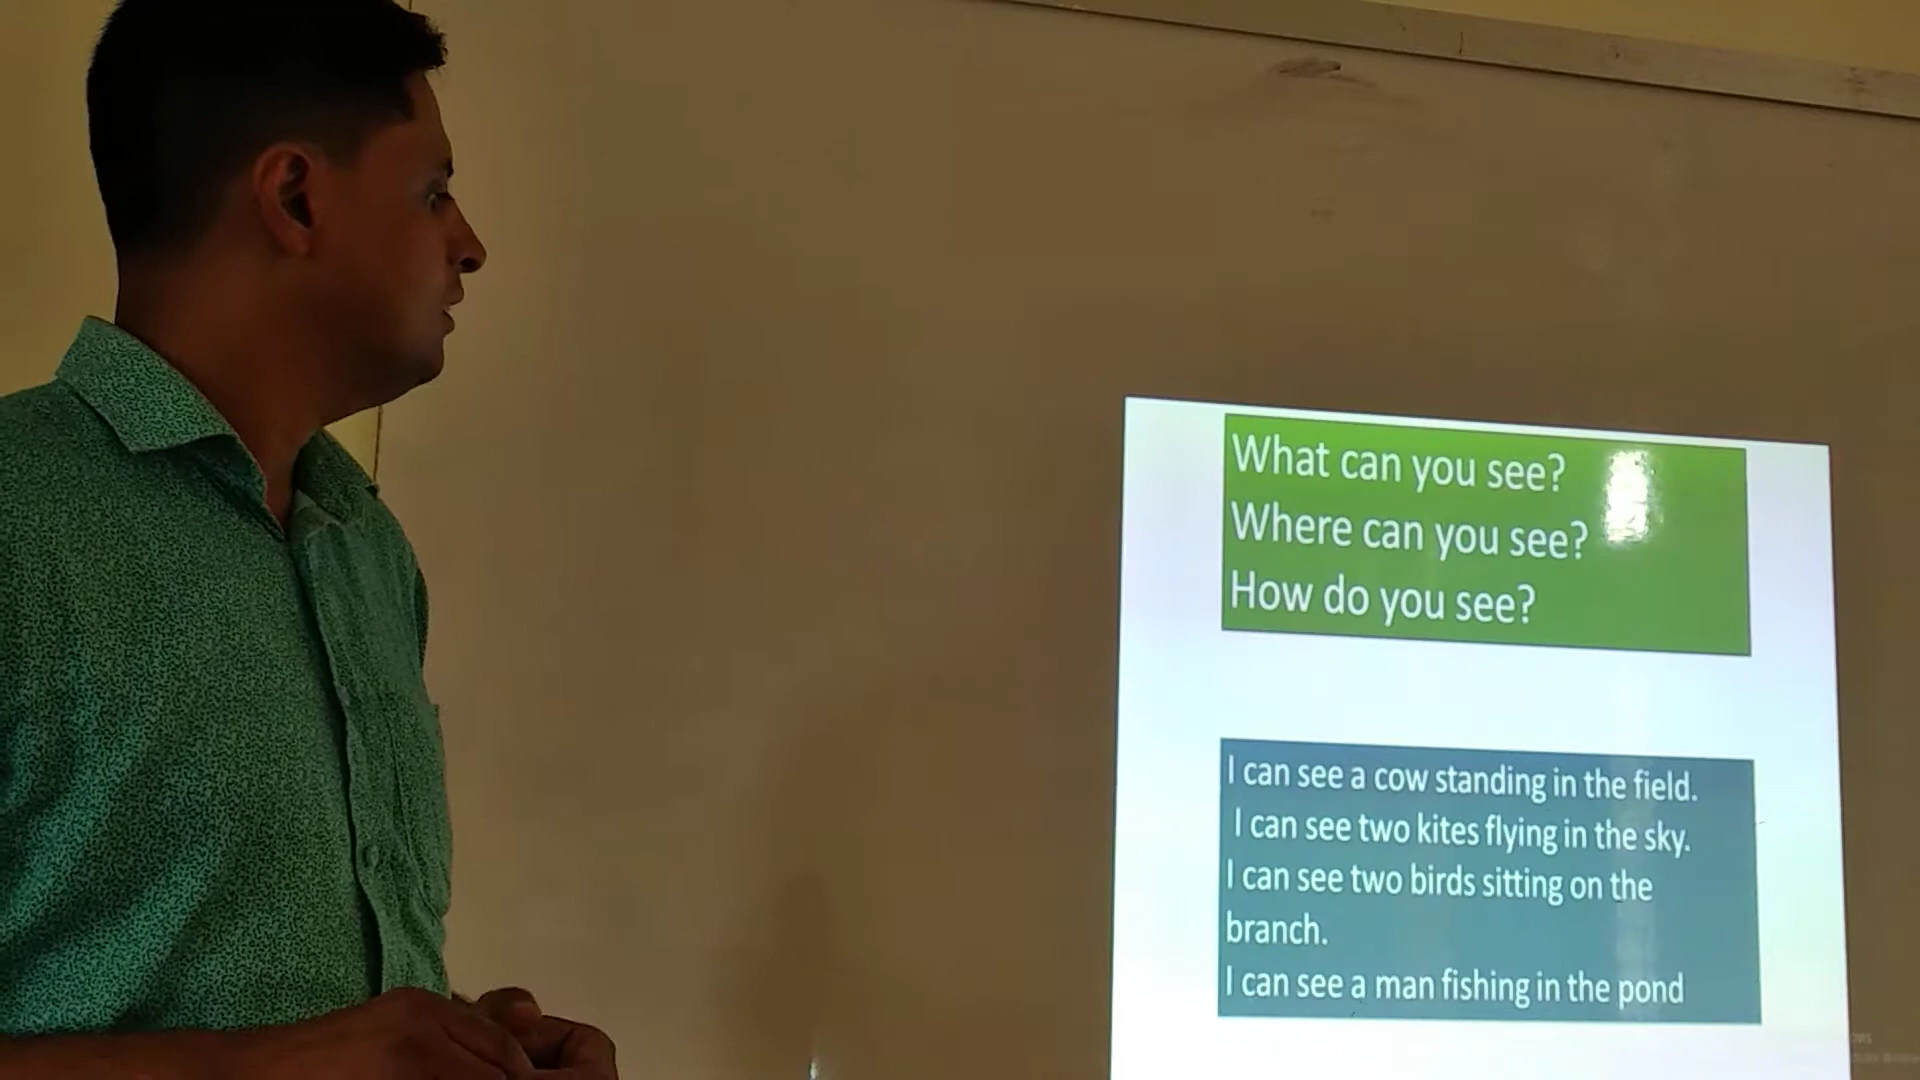 What can you see?
Where can you see?
How do you see?
I can see a cow standing in the field.
I can see two kites flying in the sky.
I can see two birds sitting on the
branch.
I can see a man fishing in the pond